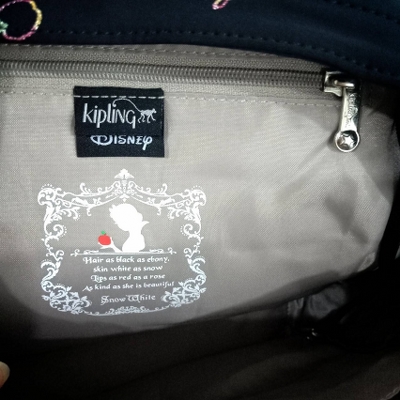 Kipling
DISNEY
Hair as black as ebony,
skin white as snow
Lips as red as a rose
As kind as she is beautiful
Snow White